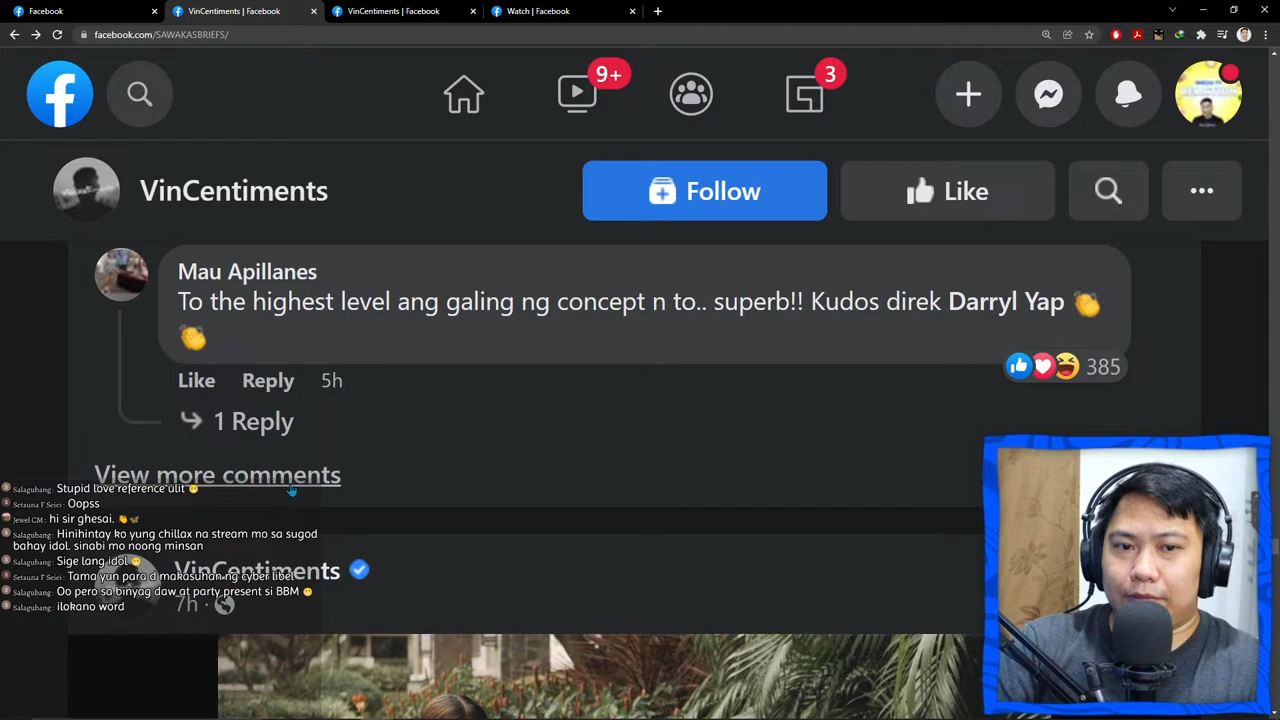 Facebook
VinCentiments | Facebook
VinCentiments | Facebook
Watch | Facebook
facebook.com/SAWAKASBRIEFS/
9+
3
VinCentiments
Follow
Like
Mau Apillanes
To the highest level ang galing ng concept n to.. superb!! Kudos direk Darryl Yap 👏
👏
385
Like Reply 5h
1 Reply
View more comments
Salagubang: Stupid love reference ulit 😁
Setsuna F Seiei: Oopss
Jewel CM: hi sir ghesai. 👏🦋
Salagubang: Hinihintay ko yung chillax na stream mo sa sugod
bahay idol. sinabi mo noong minsan
Salagubang: Sige lang idol 😁
VinCentiments
Setsuna F Seiei: Tama yun para d makasuhan ng cyber libel
Salagubang: Oo pero sa binyag daw at party present si BBM 😁
7h
Salagubang: ilokano word